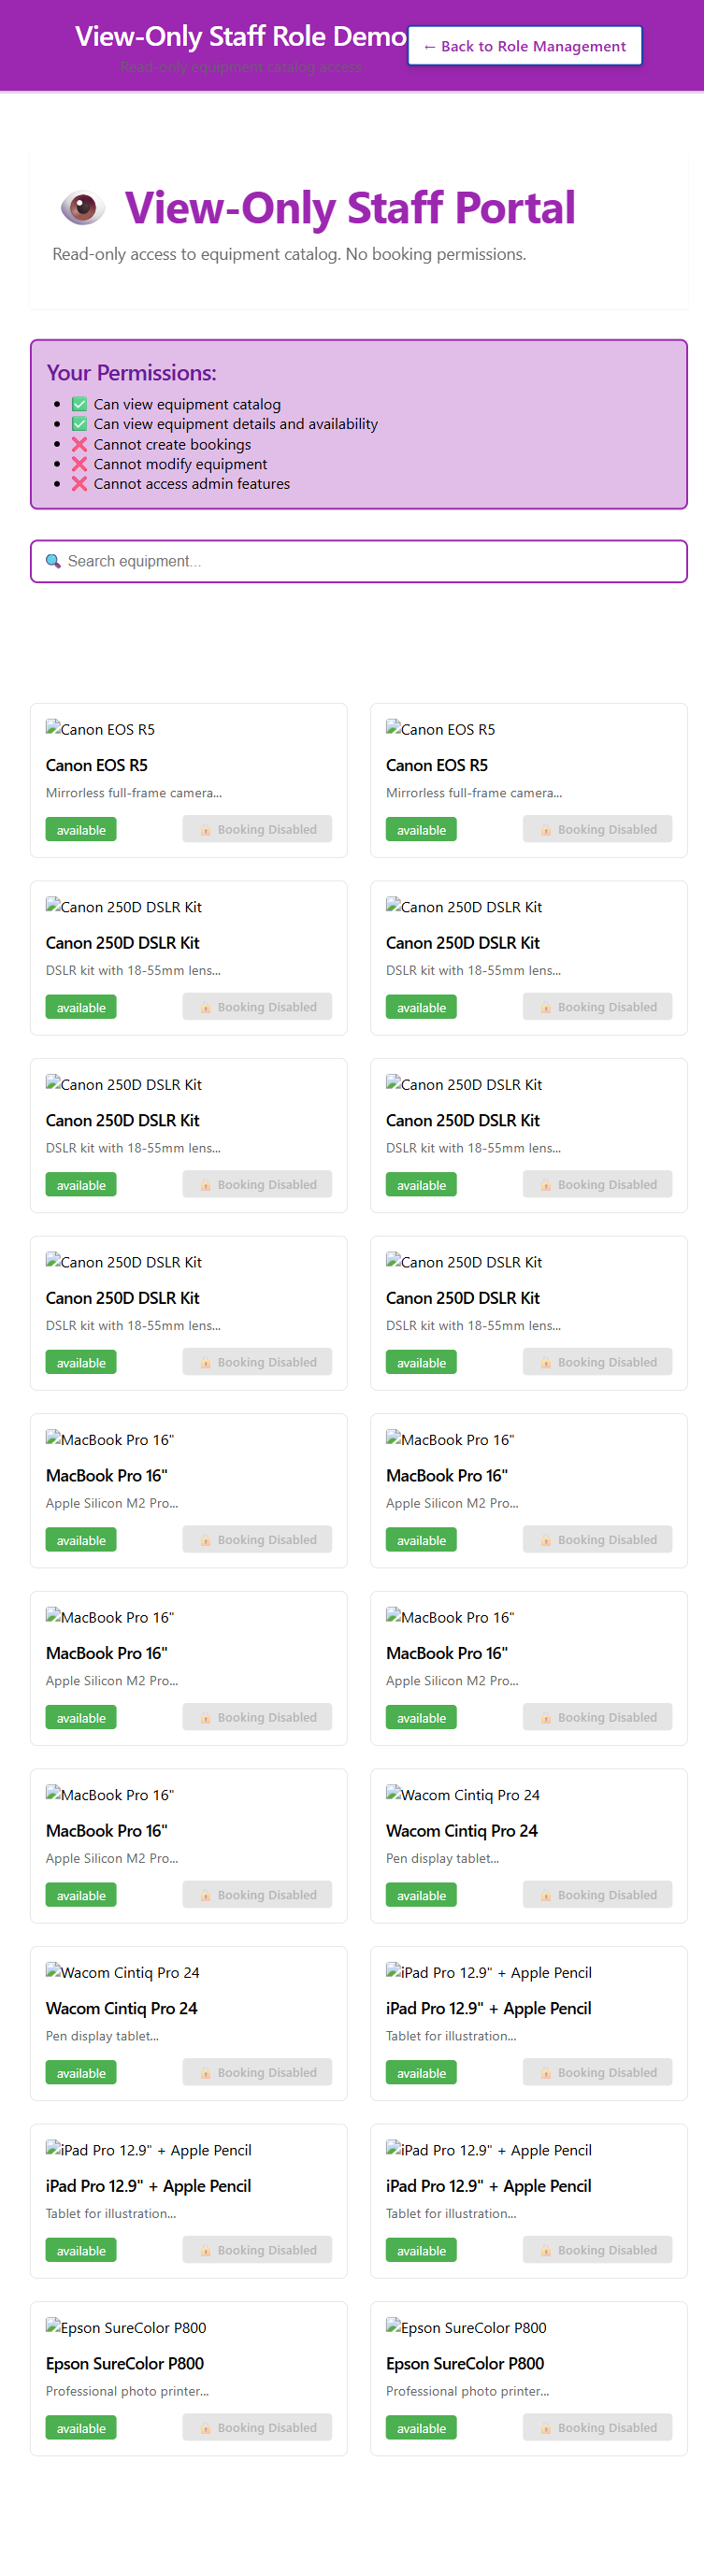 View-Only Staff Role Demo
← Back to Role Management
Read-only equipment catalog access
View-Only Staff Portal
Read-only access to equipment catalog. No booking permissions.
Your Permissions:
✅ Can view equipment catalog
✅ Can view equipment details and availability
❌ Cannot create bookings
❌ Cannot modify equipment
❌ Cannot access admin features
🔍 Search equipment...
Canon EOS R5 Canon EOS R5
Canon EOS R5 Canon EOS R5
Mirrorless full-frame camera... Mirrorless full-frame camera...
available 🔒 Booking Disabled available 🔒 Booking Disabled
Canon 250D DSLR Kit Canon 250D DSLR Kit
Canon 250D DSLR Kit Canon 250D DSLR Kit
DSLR kit with 18-55mm lens... DSLR kit with 18-55mm lens...
available 🔒 Booking Disabled available 🔒 Booking Disabled
Canon 250D DSLR Kit Canon 250D DSLR Kit
Canon 250D DSLR Kit Canon 250D DSLR Kit
DSLR kit with 18-55mm lens... DSLR kit with 18-55mm lens...
available 🔒 Booking Disabled available 🔒 Booking Disabled
Canon 250D DSLR Kit Canon 250D DSLR Kit
Canon 250D DSLR Kit Canon 250D DSLR Kit
DSLR kit with 18-55mm lens... DSLR kit with 18-55mm lens...
available 🔒 Booking Disabled available 🔒 Booking Disabled
MacBook Pro 16" MacBook Pro 16"
MacBook Pro 16" MacBook Pro 16"
Apple Silicon M2 Pro... Apple Silicon M2 Pro...
available 🔒 Booking Disabled available 🔒 Booking Disabled
MacBook Pro 16" MacBook Pro 16"
MacBook Pro 16" MacBook Pro 16"
Apple Silicon M2 Pro... Apple Silicon M2 Pro...
available 🔒 Booking Disabled available 🔒 Booking Disabled
MacBook Pro 16" Wacom Cintiq Pro 24
MacBook Pro 16" Wacom Cintiq Pro 24
Apple Silicon M2 Pro... Pen display tablet...
available 🔒 Booking Disabled available 🔒 Booking Disabled
Wacom Cintiq Pro 24 iPad Pro 12.9" + Apple Pencil
Wacom Cintiq Pro 24 iPad Pro 12.9" + Apple Pencil
Pen display tablet... Tablet for illustration...
available 🔒 Booking Disabled available 🔒 Booking Disabled
iPad Pro 12.9" + Apple Pencil iPad Pro 12.9" + Apple Pencil
iPad Pro 12.9" + Apple Pencil iPad Pro 12.9" + Apple Pencil
Tablet for illustration... Tablet for illustration...
available 🔒 Booking Disabled available 🔒 Booking Disabled
Epson SureColor P800 Epson SureColor P800
Epson SureColor P800 Epson SureColor P800
Professional photo printer... Professional photo printer...
available 🔒 Booking Disabled available 🔒 Booking Disabled